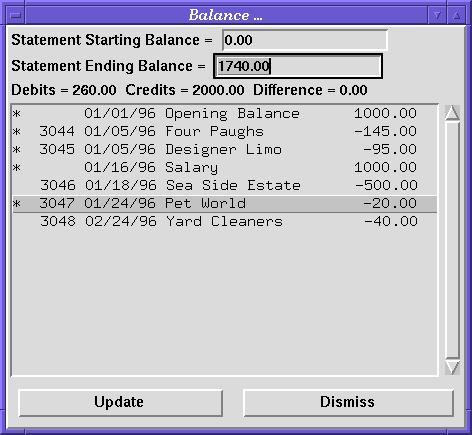 Balance ...
Statement Starting Balance = 0.00
Statement Ending Balance = 1740.00
Debits = 260.00 Credits = 2000.00 Difference = 0.00
* 01/01/96 Opening Balance 1000.00
* 3044 01/05/96 Four Paughs -145.00
* 3045 01/05/96 Designer Limo -95.00
* 01/16/96 Salary 1000.00
3046 01/18/96 Sea Side Estate -500.00
* 3047 01/24/96 Pet World -20.00
3048 02/24/96 Yard Cleaners -40.00
Update Dismiss